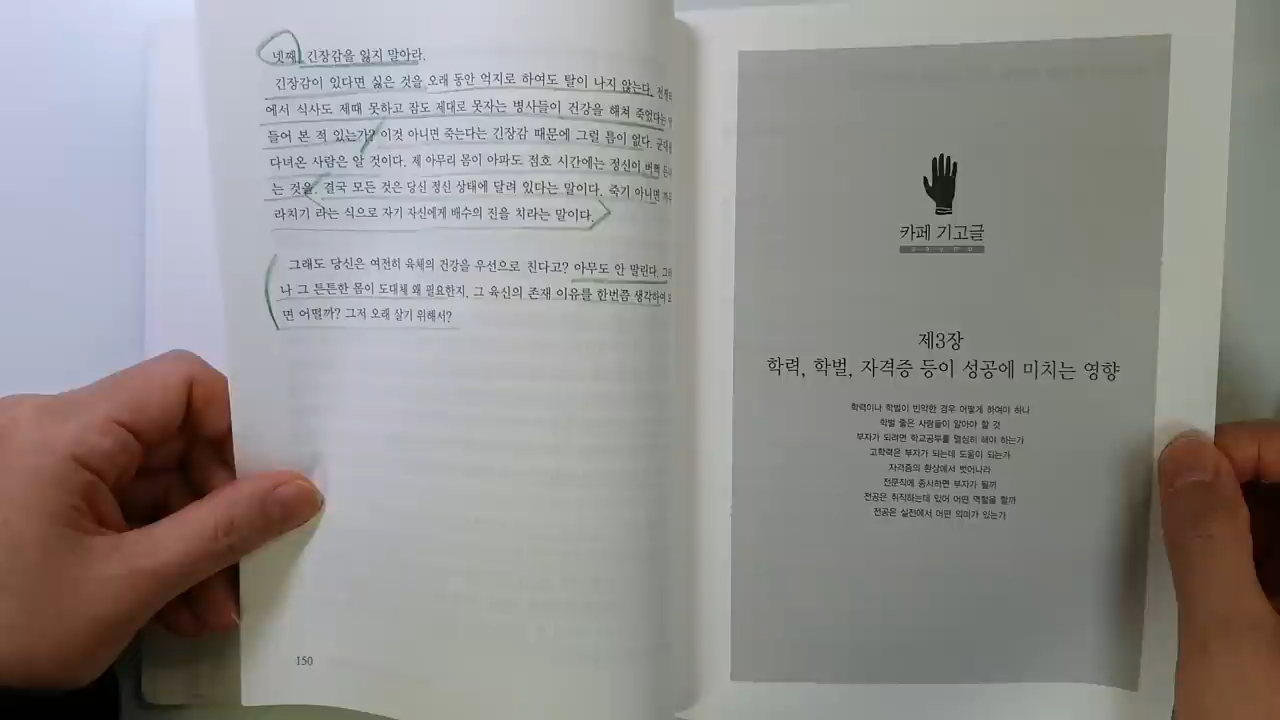 넷째, 긴장감을 잃지 말아라.
긴장감이 있다면 싫은 것을 오래 동안 억지로 하여도 탈이 나지 않는다.
에서 식사도 제때 못하고 잠도 제대로 못자는 병사들이 건강을 해쳐 죽었다는
들어 본 적 있는가? 이것 아니면 죽는다는 긴장감 때문에 그럴 틈이 없다.
다녀온 사람은 알 것이다. 제 아무리 몸이 아파도 점호 시간에는 정신이 버쩍
는 것을. 결국 모든 것은 당신 정신 상태에 달려 있다는 말이다. 죽기 아니면
라치기 라는 식으로 자기 자신에게 배수의 진을 치라는 말이다.
그래도 당신은 여전히 육체의 건강을 우선으로 친다고? 아무도 안 말린다. 그러
나 그 튼튼한 몸이 도대체 왜 필요한지, 그 육신의 존재 이유를 한번쯤 생각하여 보
면 어떨까? 그저 오래 살기 위해서?
150
카페 기고글
제3장
학력, 학벌, 자격증 등이 성공에 미치는 영향
학력이나 학벌이 빈약한 경우 어떻게 하여야 하나
학벌 좋은 사람들이 알아야 할 것
부자가 되려면 학교공부를 열심히 해야 하는가
고학력은 부자가 되는데 도움이 되는가
자격증의 환상에서 벗어나라
전문직에 종사하면 부자가 될까
전공은 취직하는데 있어 어떤 역할을 할까
전공은 실전에서 어떤 의미가 있는가